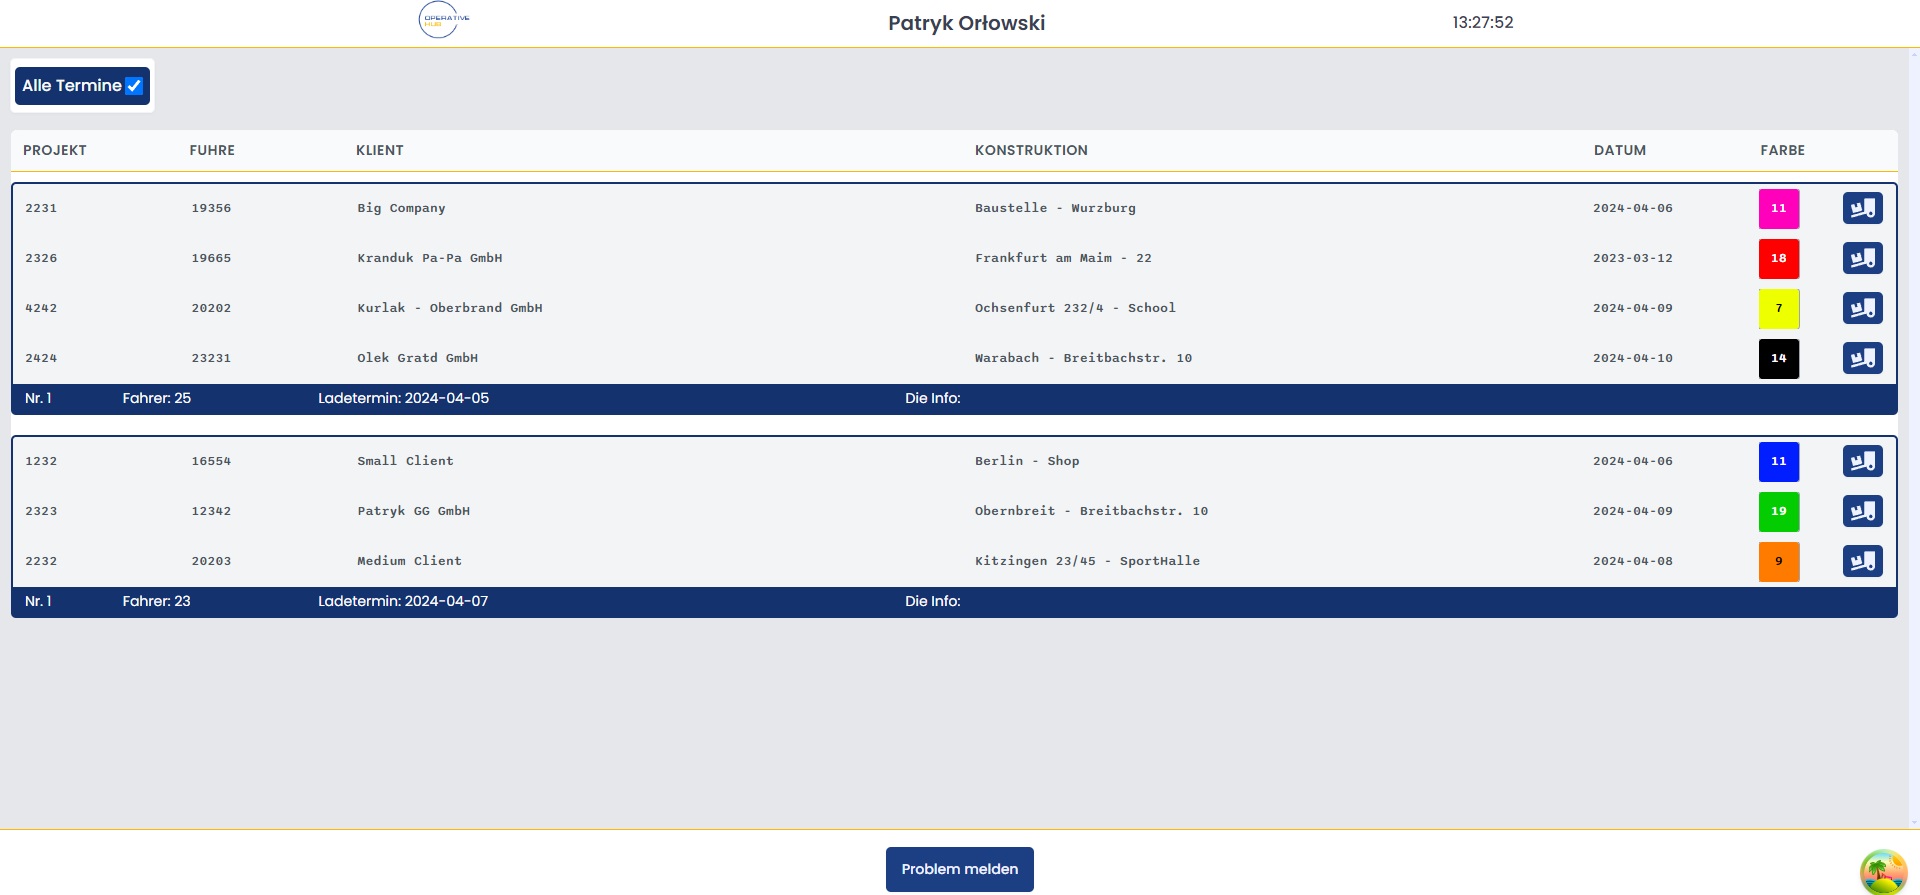 OPERATIVE
HUB
Patryk Orłowski
13:27:52
Alle Termine
PROJEKT FUHRE KLIENT KONSTRUKTION DATUM FARBE
2231 19356 Big Company Baustelle - Wurzburg 2024-04-06 11
2326 19665 Kranduk Pa-Pa GmbH Frankfurt am Maim - 22 2023-03-12 18
4242 20202 Kurlak - Oberbrand GmbH Ochsenfurt 232/4 - School 2024-04-09 7
2424 23231 Olek Gratd GmbH Warabach - Breitbachstr. 10 2024-04-10 14
Nr. 1 Fahrer: 25 Ladetermin: 2024-04-05 Die Info:
1232 16554 Small Client Berlin - Shop 2024-04-06 11
2323 12342 Patryk GG GmbH Obernbreit - Breitbachstr. 10 2024-04-09 19
2232 20203 Medium Client Kitzingen 23/45 - SportHalle 2024-04-08 9
Nr. 1 Fahrer: 23 Ladetermin: 2024-04-07 Die Info:
Problem melden